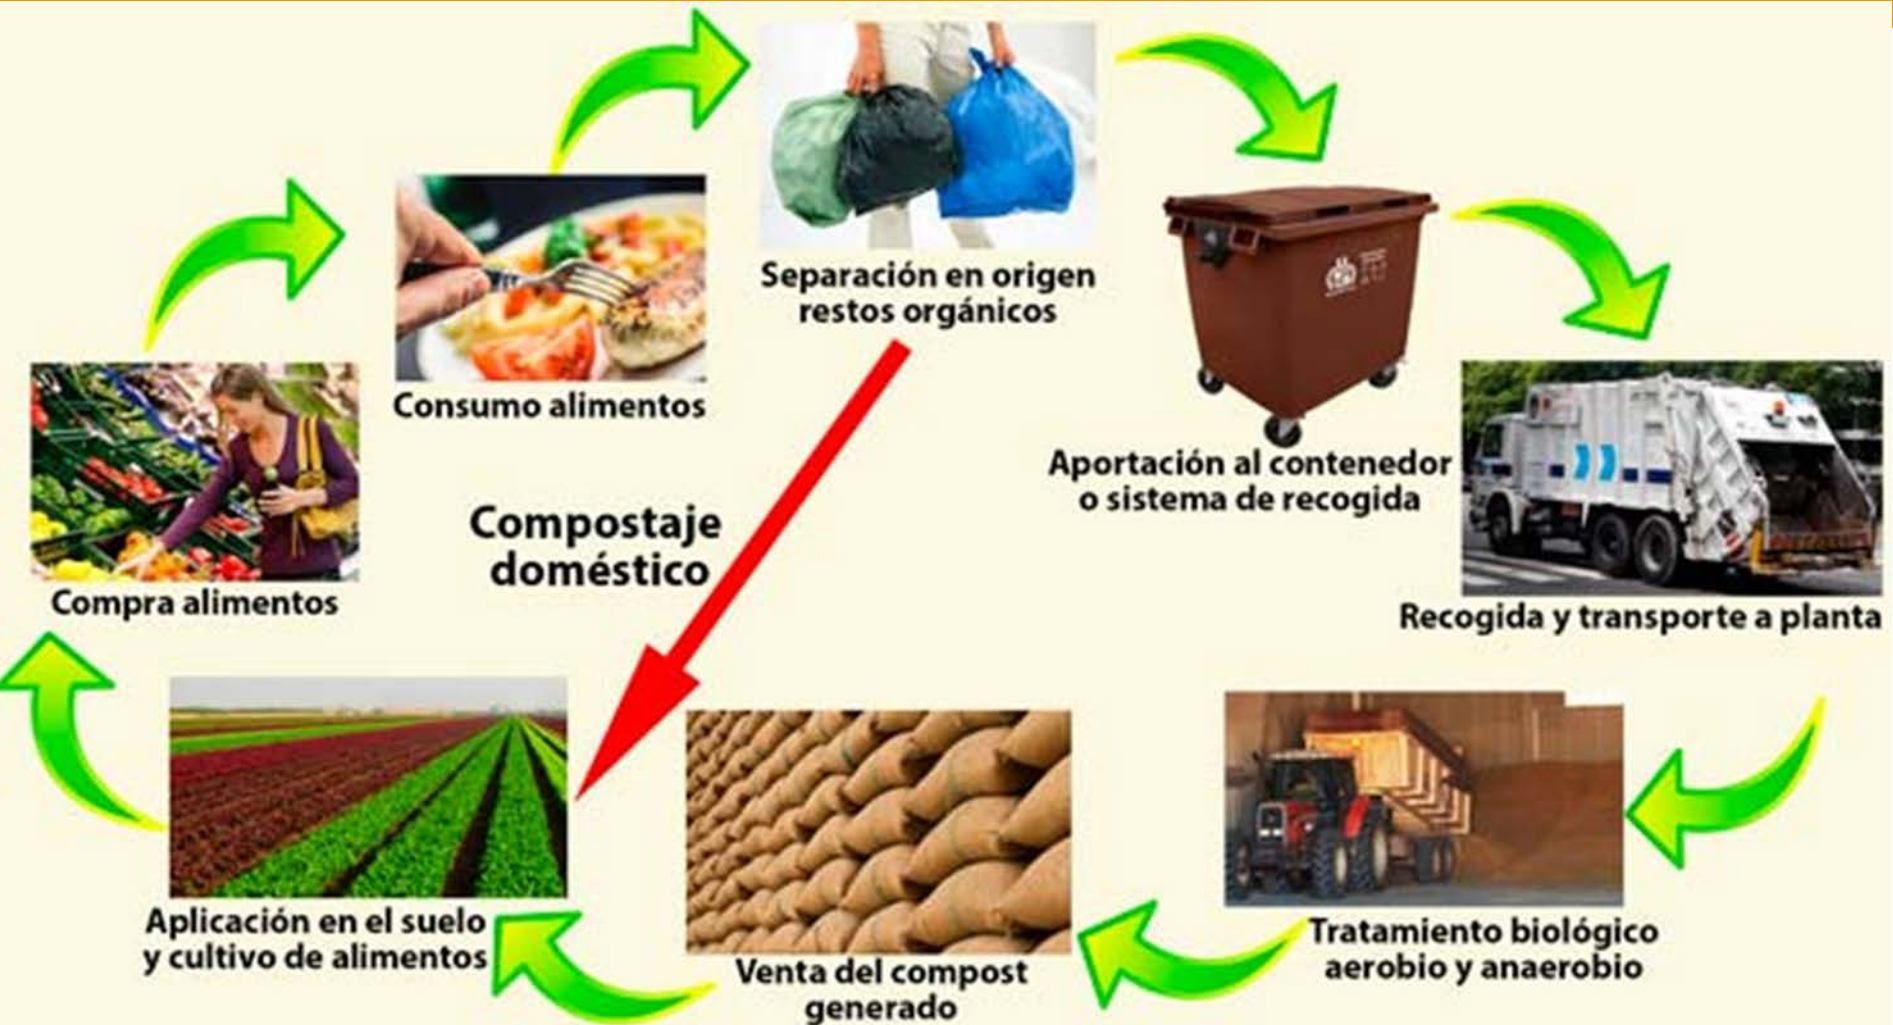 Separación en origen
restos orgánicos
Consumo alimentos
Aportación al contenedor
o sistema de recogida
Compostaje
doméstico
Compra alimentos
Recogida y transporte a planta
Aplicación en el suelo
y cultivo de alimentos
Venta del compost
generado
Tratamiento biológico
aerobio y anaerobio